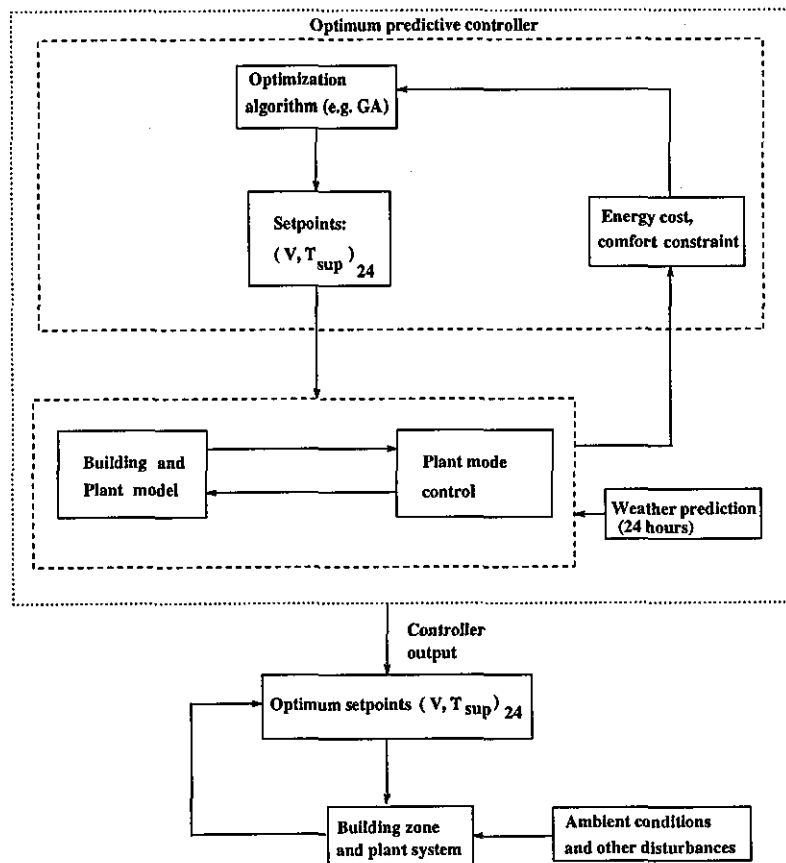 Optimum predictive controller
Optimization
algorithm (e.g. GA)
Setpoints:
( V, T sup ) 24
Energy cost,
comfort constraint
Building and
Plant model
Plant mode
control
Weather prediction
(24 hours)
Controller
output
Optimum setpoints ( V, T sup ) 24
Building zone
and plant system
Ambient conditions
and other disturbances